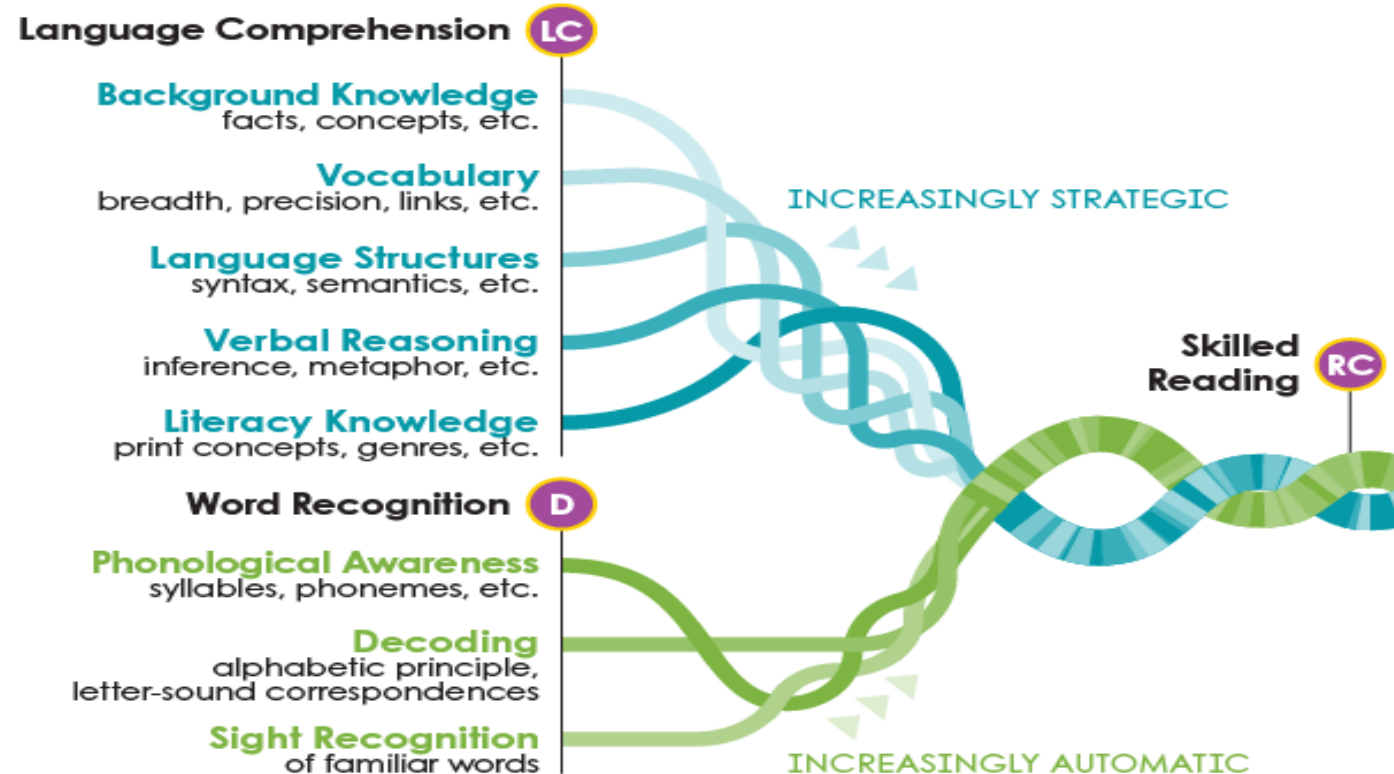 Language Comprehension LC
Background Knowledge
facts, concepts, etc.
Vocabulary
breadth, precision, links, etc.
INCREASINGLY STRATEGIC
Language Structures
syntax, semantics, etc.
Verbal Reasoning
inference, metaphor, etc.
Skilled
Reading
RC
Literacy Knowledge
print concepts, genres, etc.
Word Recognition D
Phonological Awareness
syllables, phonemes, etc.
Decoding
alphabetic principle,
letter-sound correspondences
Sight Recognition
of familiar words
INCREASINGLY AUTOMATIC